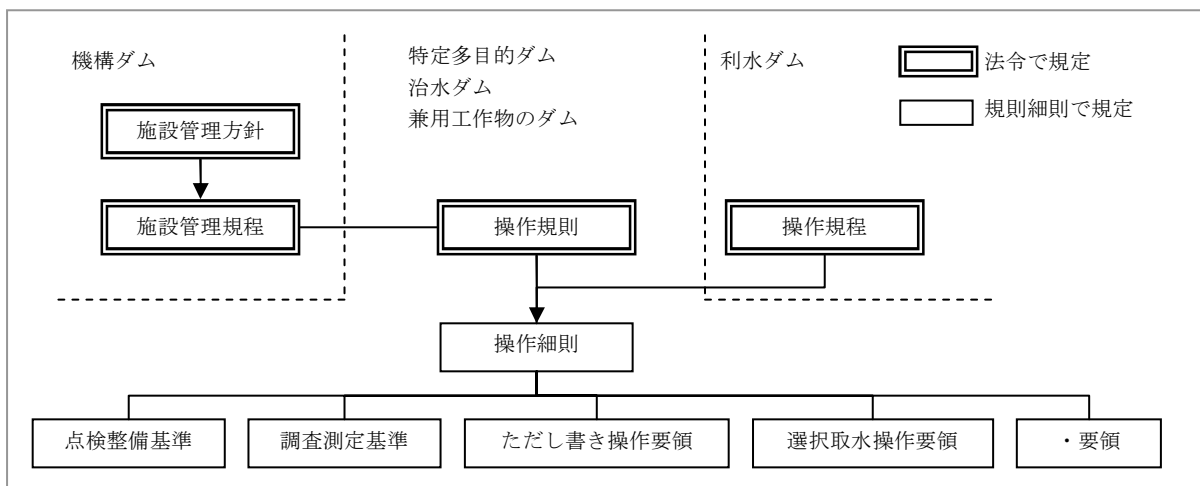 機構ダム
特定多目的ダム
治水ダム
兼用工作物のダム
利水ダム
法令で規定
規則細則で規定
施設管理方針
施設管理規程
操作規則
操作規程
操作細則
点検整備基準
調査測定基準
ただし書き操作要領
選択取水操作要領
・要領